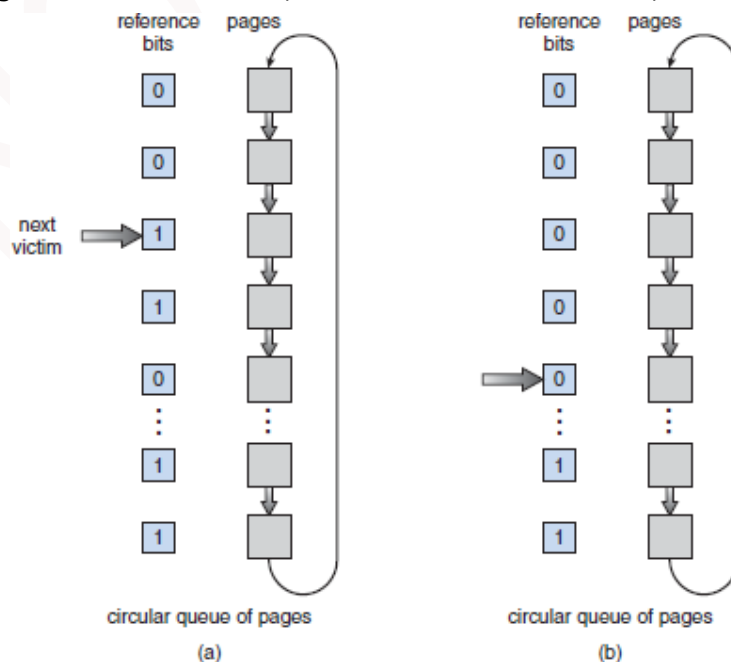 reference pages
bits
0
0
next
victim
1
1
0
1
1
circular queue of pages
(a)
reference pages
bits
0
0
0
0
0
1
1
circular queue of pages
(b)